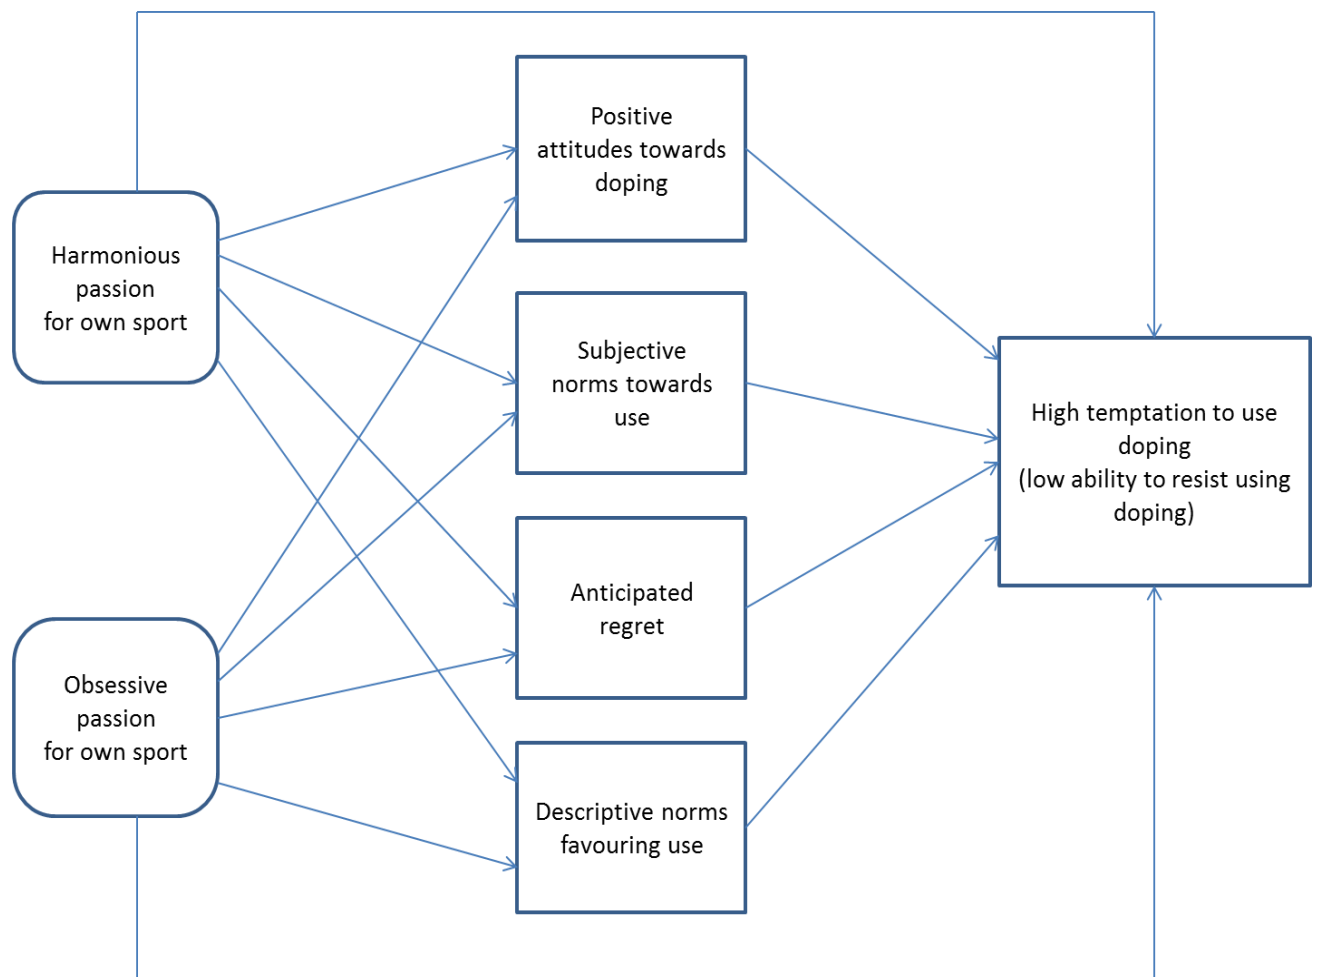 Positive
attitudes towards
doping
Harmonious
passion
for own sport
Subjective
norms towards
use
High temptation to use
doping
(low ability to resist using
doping)
Anticipated
regret
Obsessive
passion
for own sport
Descriptive norms
favouring use